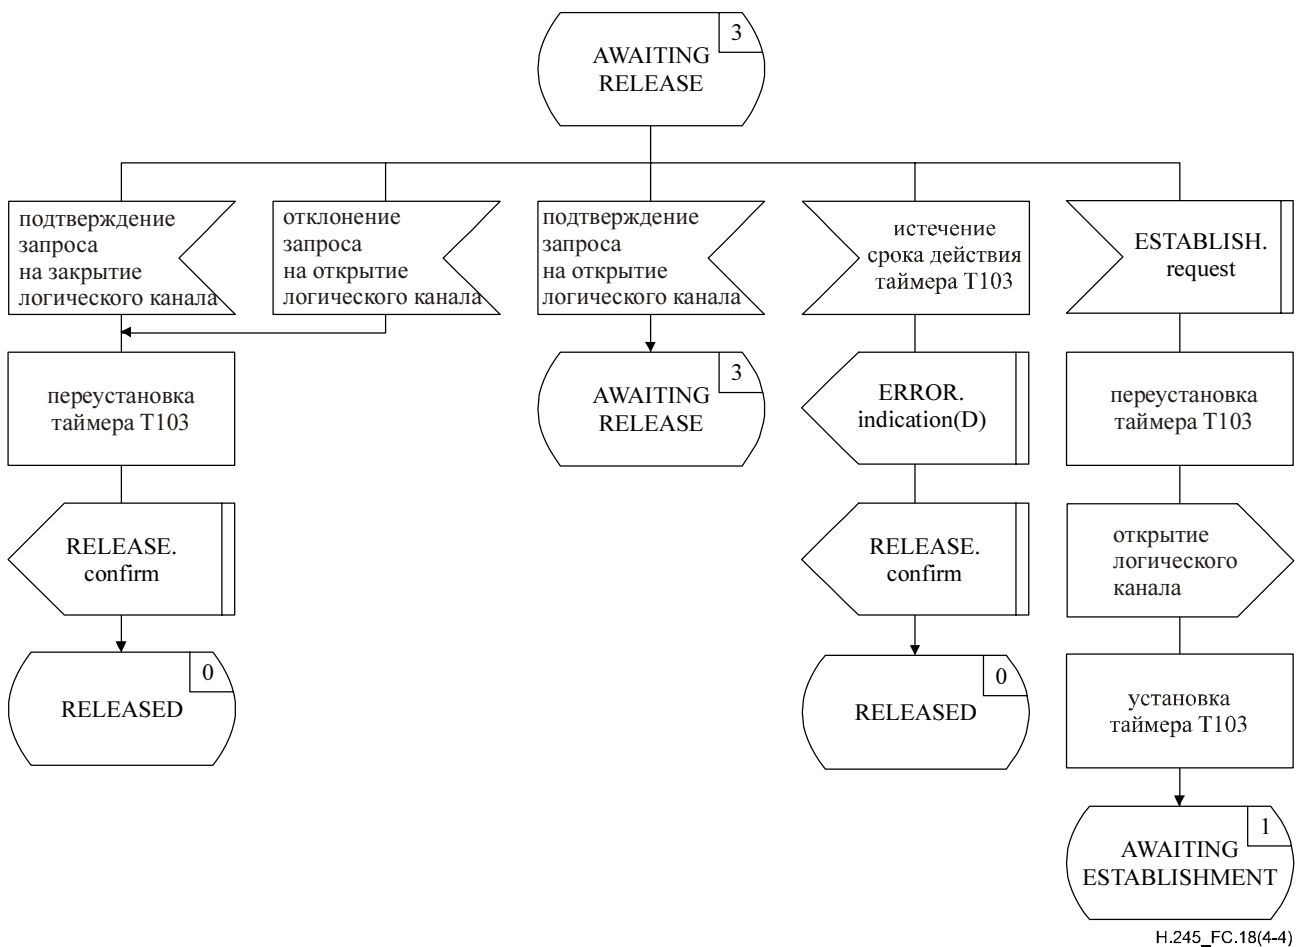 3
AWAITING
RELEASE
подтверждение
запроса
на закрытие
логического канала
отклонение
запроса
на открытие
логического канала
подтверждение
запроса
на открытие
логического канала
истечение
срока действия
таймера T103
ESTABLISH.
request
переустановка
таймера T103
3
AWAITING
RELEASE
ERROR.
indication(D)
переустановка
таймера T103
RELEASE.
confirm
RELEASE.
confirm
открытие
логического
канала
0
RELEASED
0
RELEASED
установка
таймера T103
1
AWAITING
ESTABLISHMENT
H.245_FC.18(4-4)